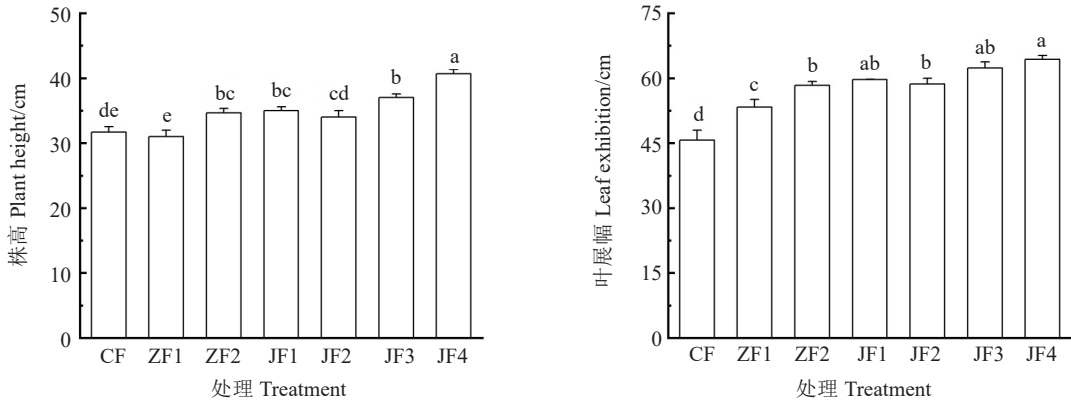 50
40
30
20
10
0
株高 Plant height/cm
de
e
bc
bc
cd
b
a
CF ZF1 ZF2 JF1 JF2 JF3 JF4
处理 Treatment
75
60
45
30
15
0
叶展幅 Leaf exhibition/cm
d
c
b
ab
b
ab
a
CF ZF1 ZF2 JF1 JF2 JF3 JF4
处理 Treatment